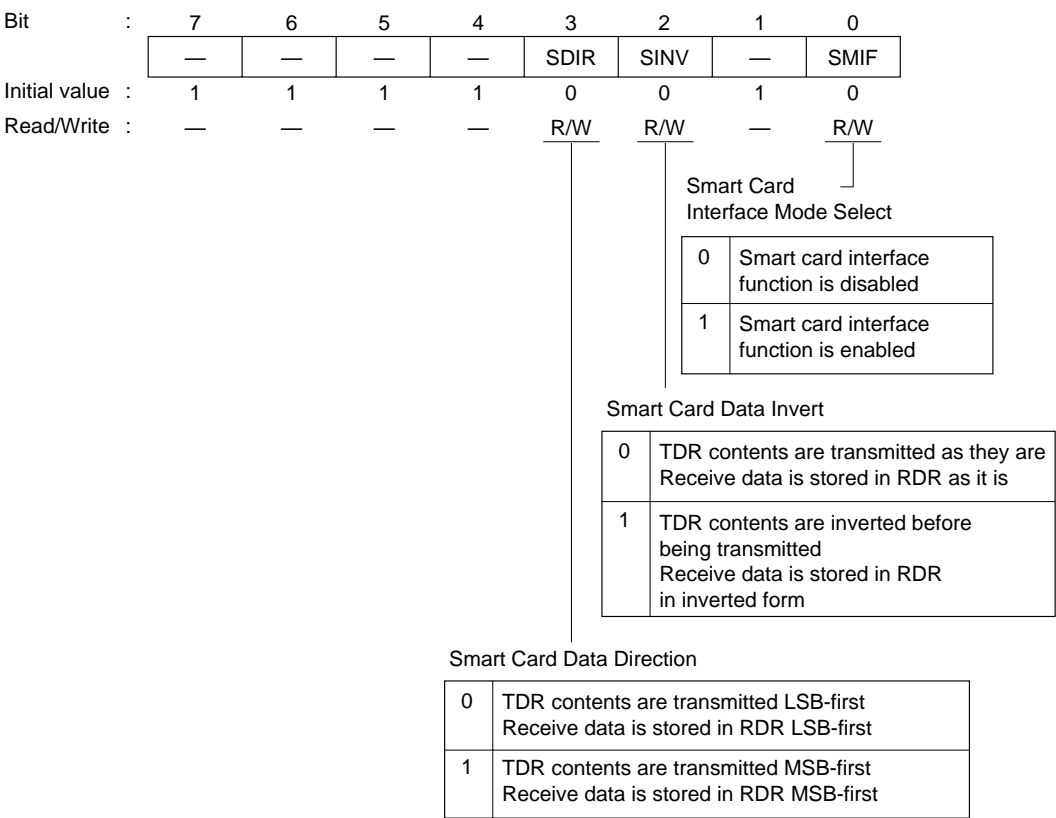 Bit : 7 6 5 4 3 2 1 0
— — — — SDIR SINV — SMIF
Initial value : 1 1 1 1 0 0 1 0
Read/Write : — — — — R/W R/W — R/W
Smart Card
Interface Mode Select
0 Smart card interface
function is disabled
1 Smart card interface
function is enabled
Smart Card Data Invert
0 TDR contents are transmitted as they are
Receive data is stored in RDR as it is
1 TDR contents are inverted before
being transmitted
Receive data is stored in RDR
in inverted form
Smart Card Data Direction
0 TDR contents are transmitted LSB-first
Receive data is stored in RDR LSB-first
1 TDR contents are transmitted MSB-first
Receive data is stored in RDR MSB-first